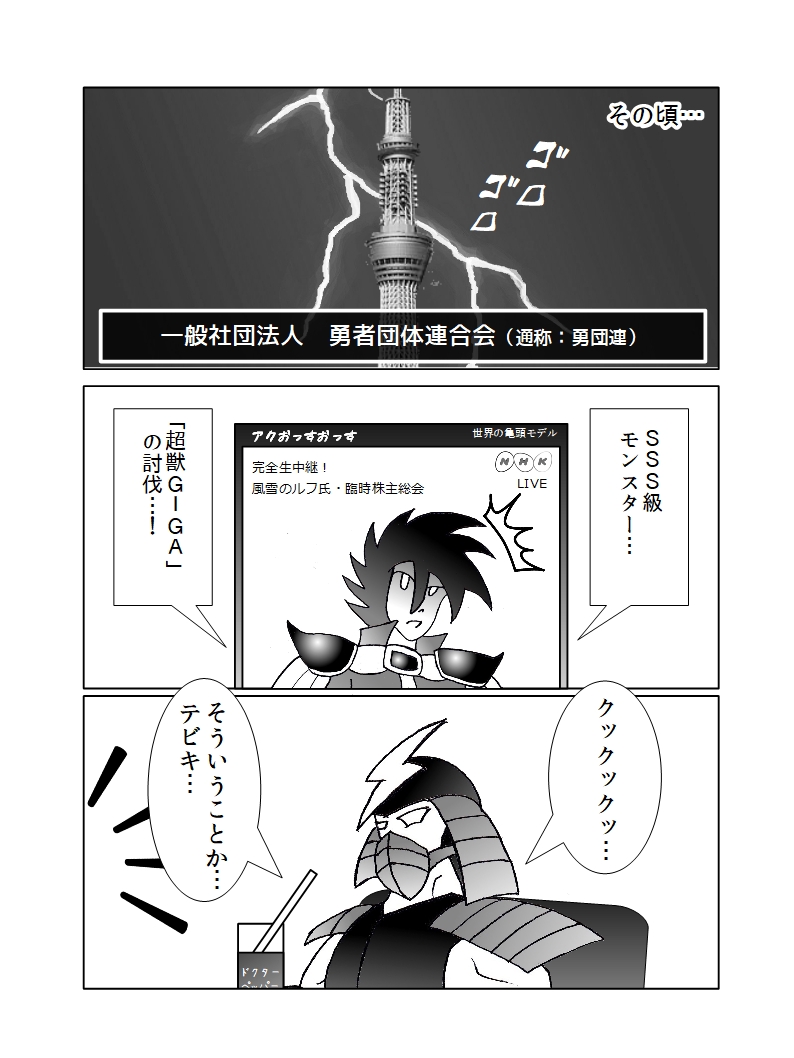 その頃…
ゴゴゴゴ
一般社団法人　勇者団体連合会（通称：勇団連）
SSS級
モンスター…
アクおっすおっす
世界の亀頭モデル
NHK
LIVE
完全生中継！
風雪のルフ氏・臨時株主総会
「超獣GIGA」
の討伐…！
クックックッ…
そういうことか…
テビキ…
ドクター
ペッパー